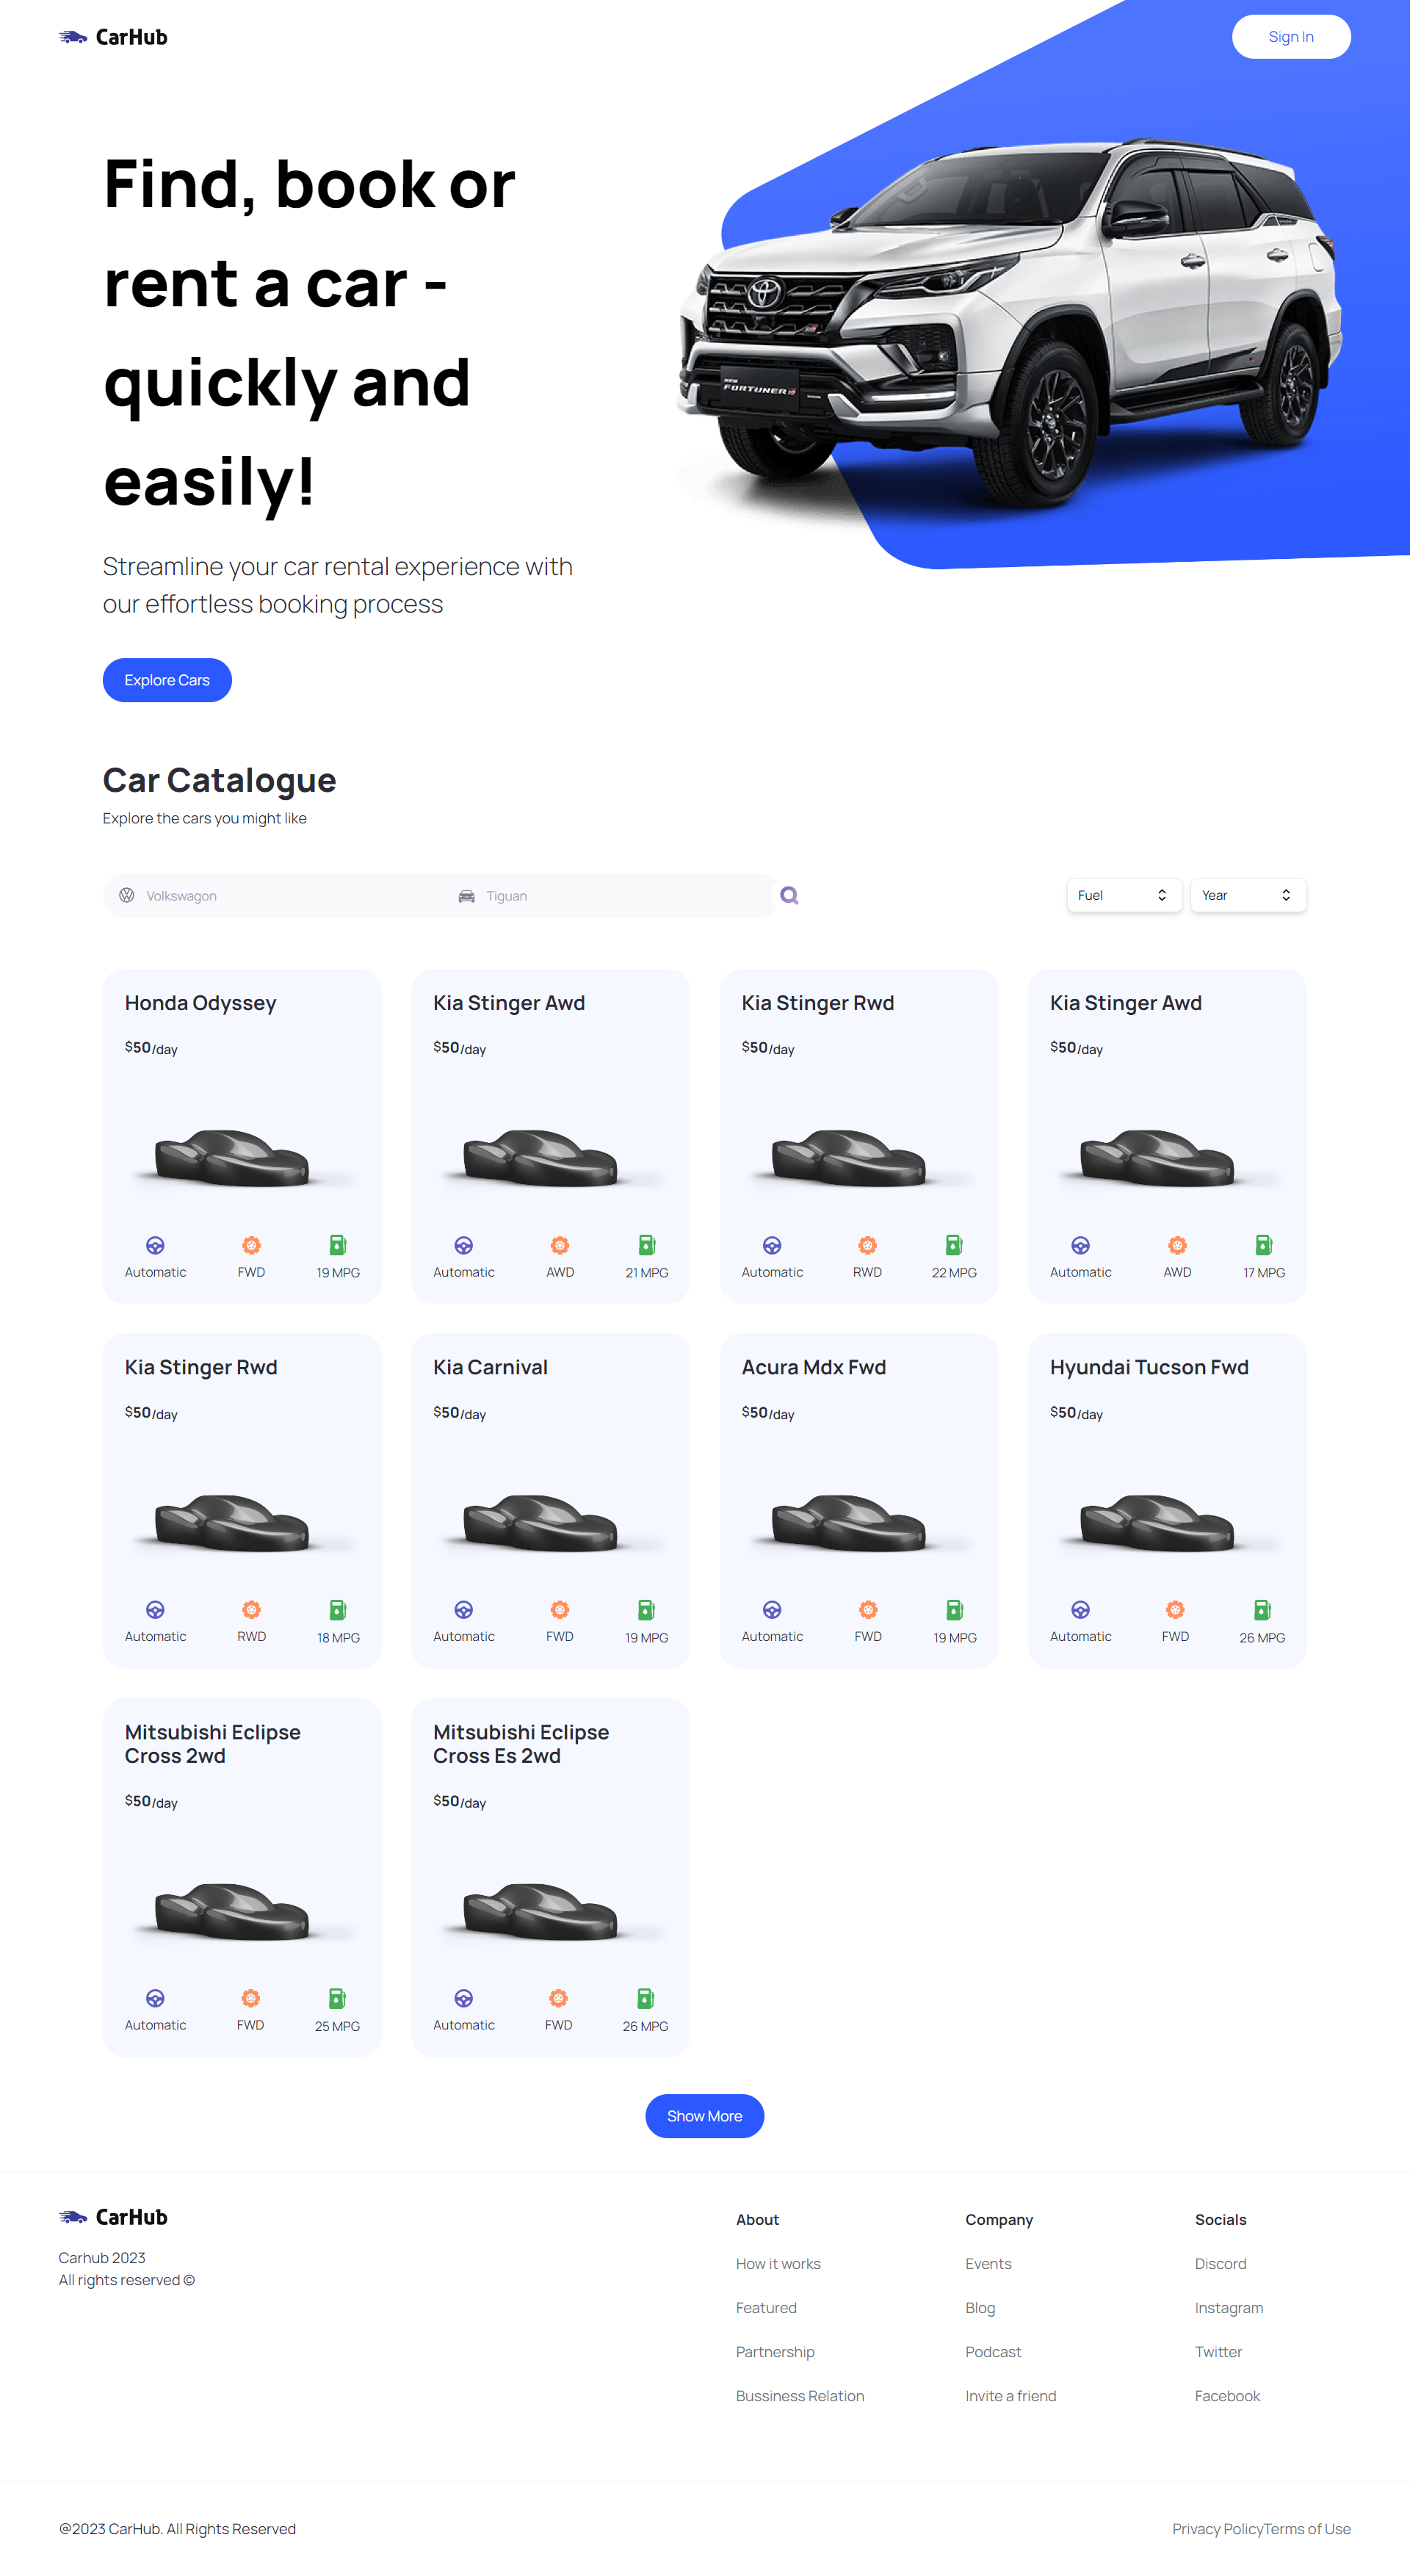 CarHub
Sign In
Find, book or
rent a car -
quickly and
easily!
NEW
FORTUNER GR
Streamline your car rental experience with
our effortless booking process
Explore Cars
Car Catalogue
Explore the cars you might like
Volkswagon
Tiguan
Fuel
Year
Honda Odyssey
$50/day
Automatic
FWD
19 MPG
Kia Stinger Awd
$50/day
Automatic
AWD
21 MPG
Kia Stinger Rwd
$50/day
Automatic
RWD
22 MPG
Kia Stinger Awd
$50/day
Automatic
AWD
17 MPG
Kia Stinger Rwd
$50/day
Automatic
RWD
18 MPG
Kia Carnival
$50/day
Automatic
FWD
19 MPG
Acura Mdx Fwd
$50/day
Automatic
FWD
19 MPG
Hyundai Tucson Fwd
$50/day
Automatic
FWD
26 MPG
Mitsubishi Eclipse
Cross 2wd
$50/day
Automatic
FWD
25 MPG
Mitsubishi Eclipse
Cross Es 2wd
$50/day
Automatic
FWD
26 MPG
Show More
CarHub
Carhub 2023
All rights reserved ©
About
How it works
Featured
Partnership
Bussiness Relation
Company
Events
Blog
Podcast
Invite a friend
Socials
Discord
Instagram
Twitter
Facebook
@2023 CarHub. All Rights Reserved
Privacy PolicyTerms of Use